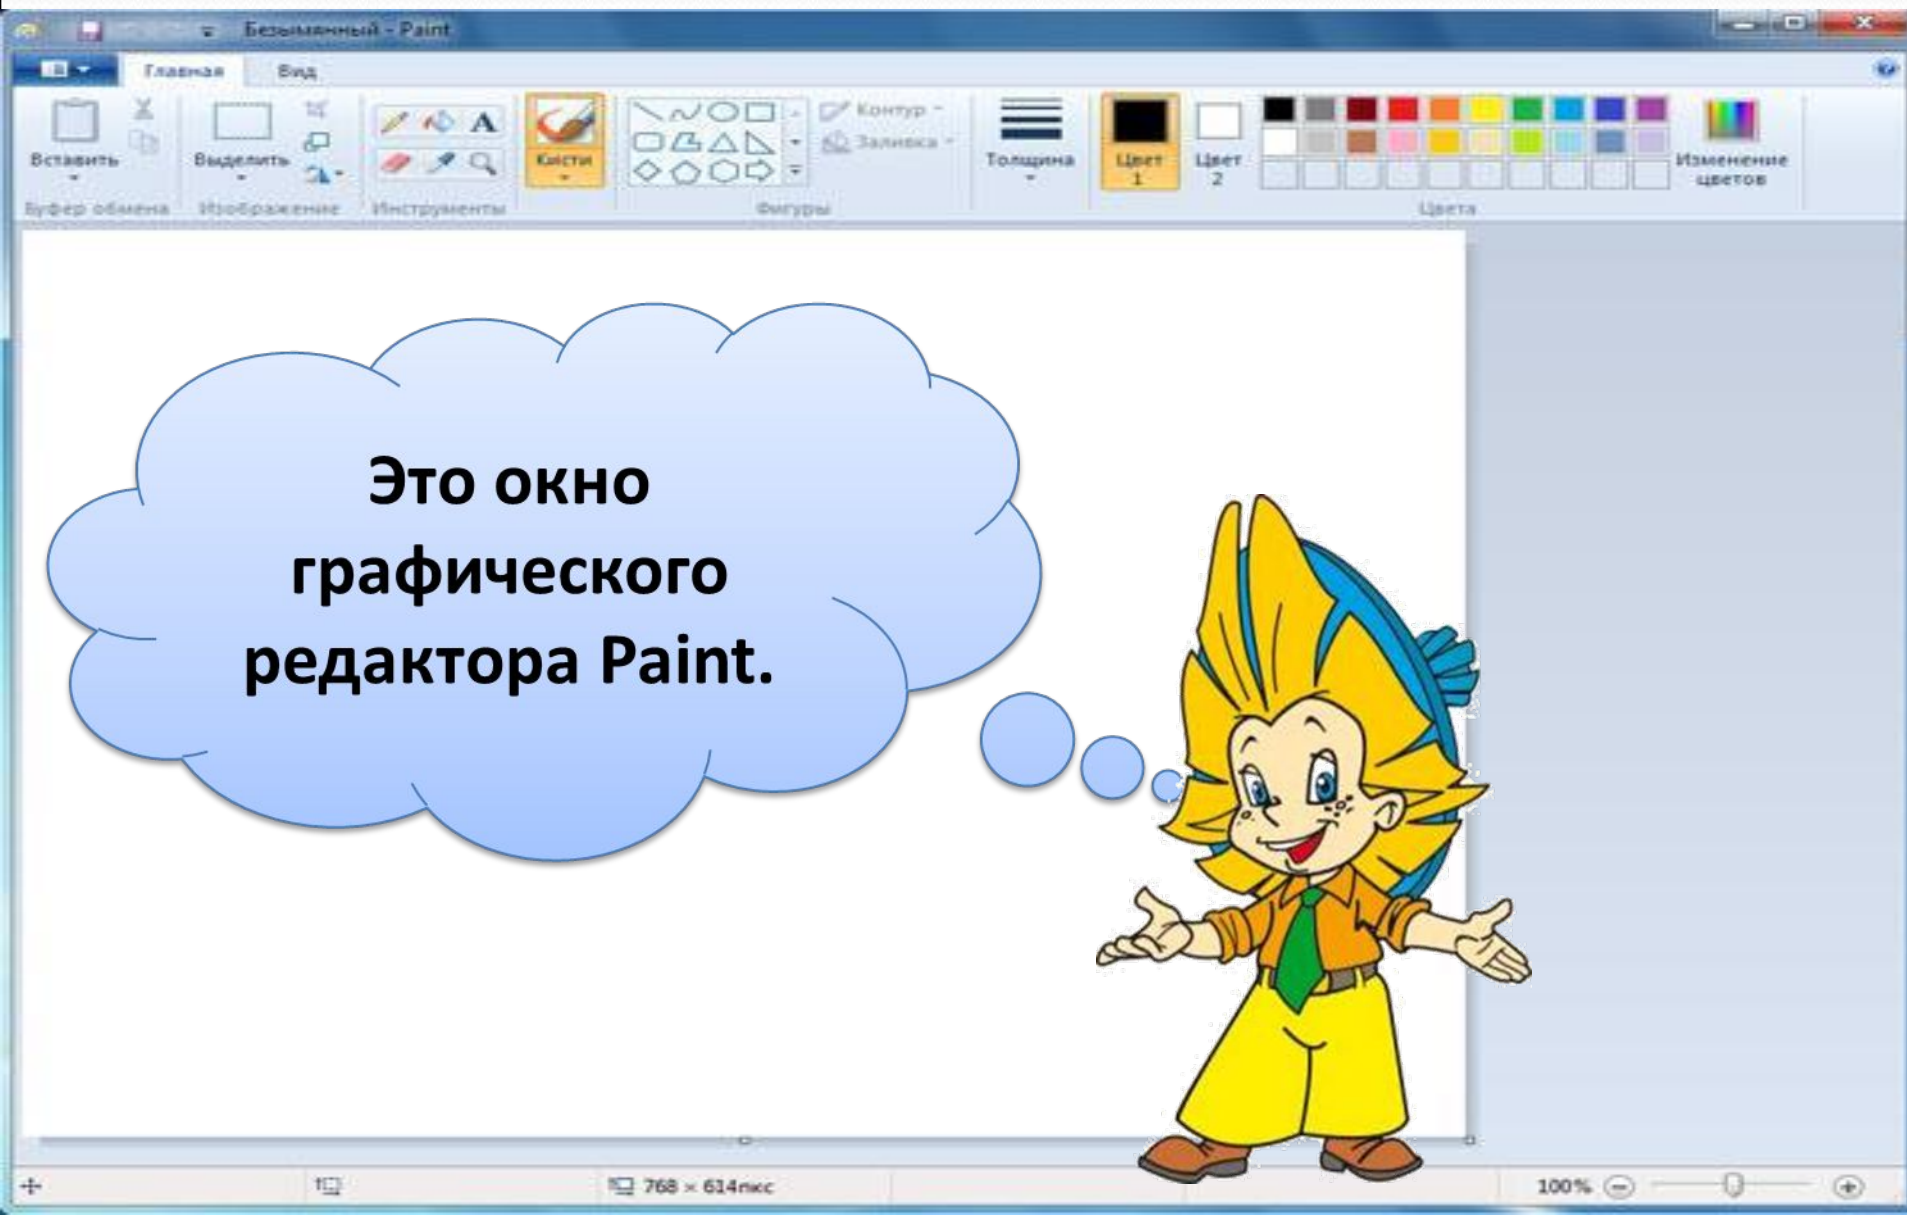 Безымянный - Paint
Главная Вид
Вставить
Выделить
A
Кисти
Контур
Заливка
Толщина
Цвет
1
Цвет
2
Изменение
цветов
Буфер обмена
Изображение
Инструменты
Фигуры
Цвета
Это окно
графического
редактора Paint.
768 × 614пкс
100%